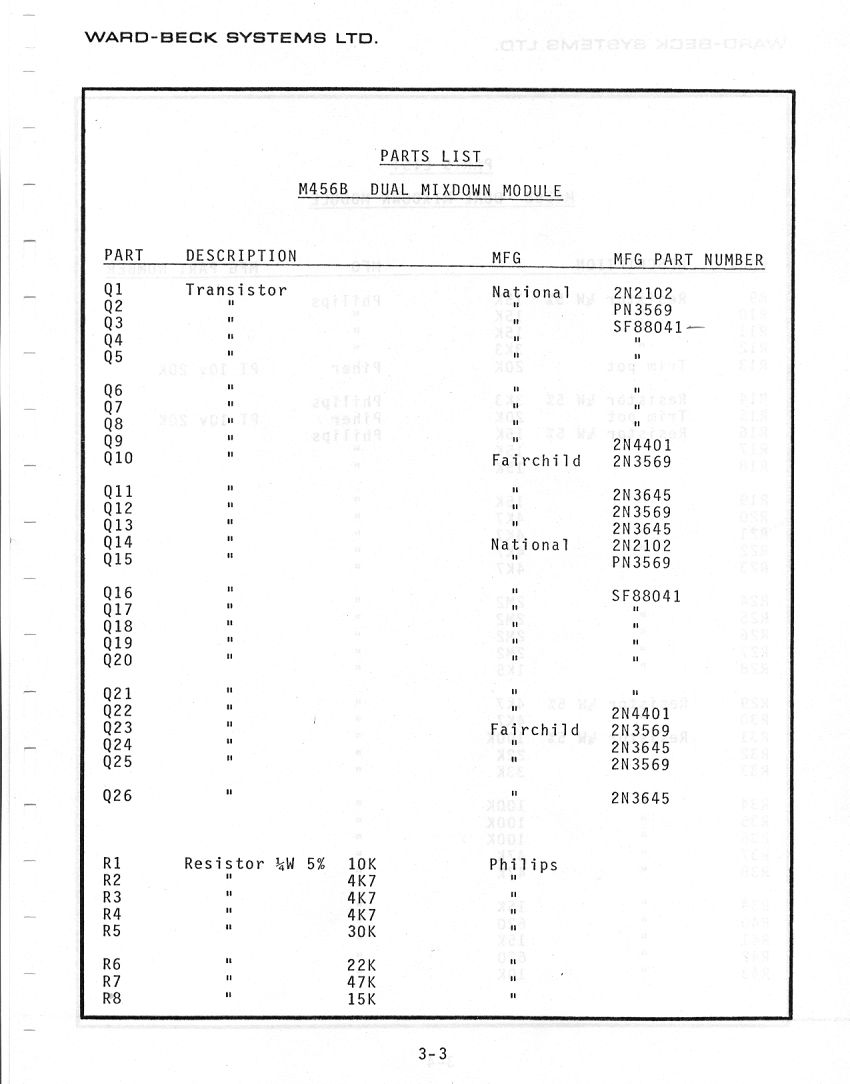 WARD-BECK SYSTEMS LTD.
PARTS LIST
M456B DUAL MIXDOWN MODULE
PART DESCRIPTION MFG MFG PART NUMBER
Q1 Transistor National 2N2102
Q2 " " PN3569
Q3 " " SF88041
Q4 " " "
Q5 " " "
Q6 " " "
Q7 " " "
Q8 " " "
Q9 " " 2N4401
Q10 " Fairchild 2N3569
Q11 " " 2N3645
Q12 " " 2N3569
Q13 " " 2N3645
Q14 " National 2N2102
Q15 " " PN3569
Q16 " " SF88041
Q17 " " "
Q18 " " "
Q19 " " "
Q20 " " "
Q21 " " "
Q22 " " 2N4401
Q23 " Fairchild 2N3569
Q24 " " 2N3645
Q25 " " 2N3569
Q26 " " 2N3645
R1 Resistor ¼W 5% 10K Philips
R2 " 4K7 "
R3 " 4K7 "
R4 " 4K7 "
R5 " 30K "
R6 " 22K "
R7 " 47K "
R8 " 15K "
3-3